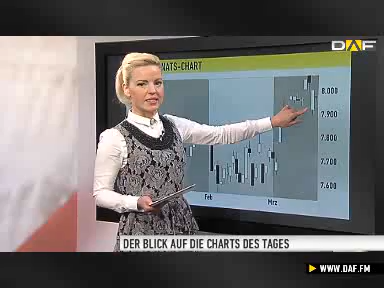 DAF
NATS-CHART
8.000
7.900
7.800
7.700
7.600
Feb
Mrz
DER BLICK AUF DIE CHARTS DES TAGES
WWW.DAF.FM